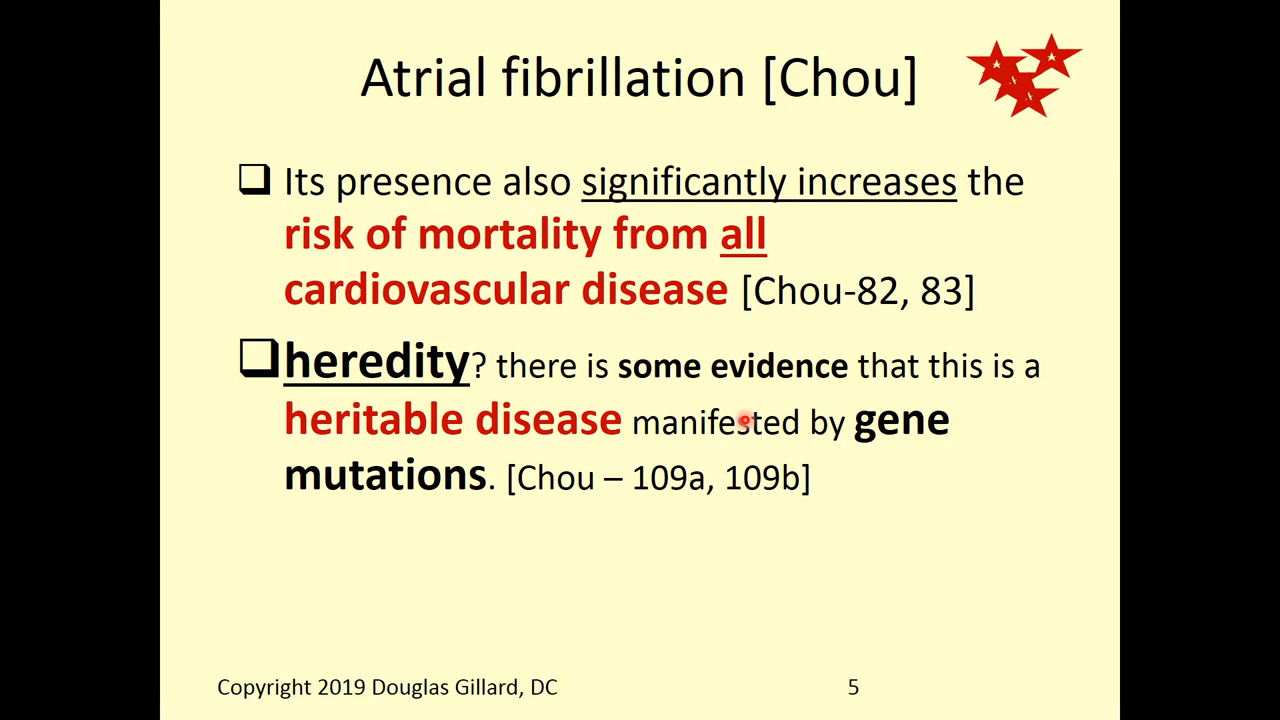 Atrial fibrillation [Chou]
Its presence also significantly increases the
risk of mortality from all
cardiovascular disease [Chou-82, 83]
heredity? there is some evidence that this is a
heritable disease manifested by gene
mutations. [Chou – 109a, 109b]
Copyright 2019 Douglas Gillard, DC
5